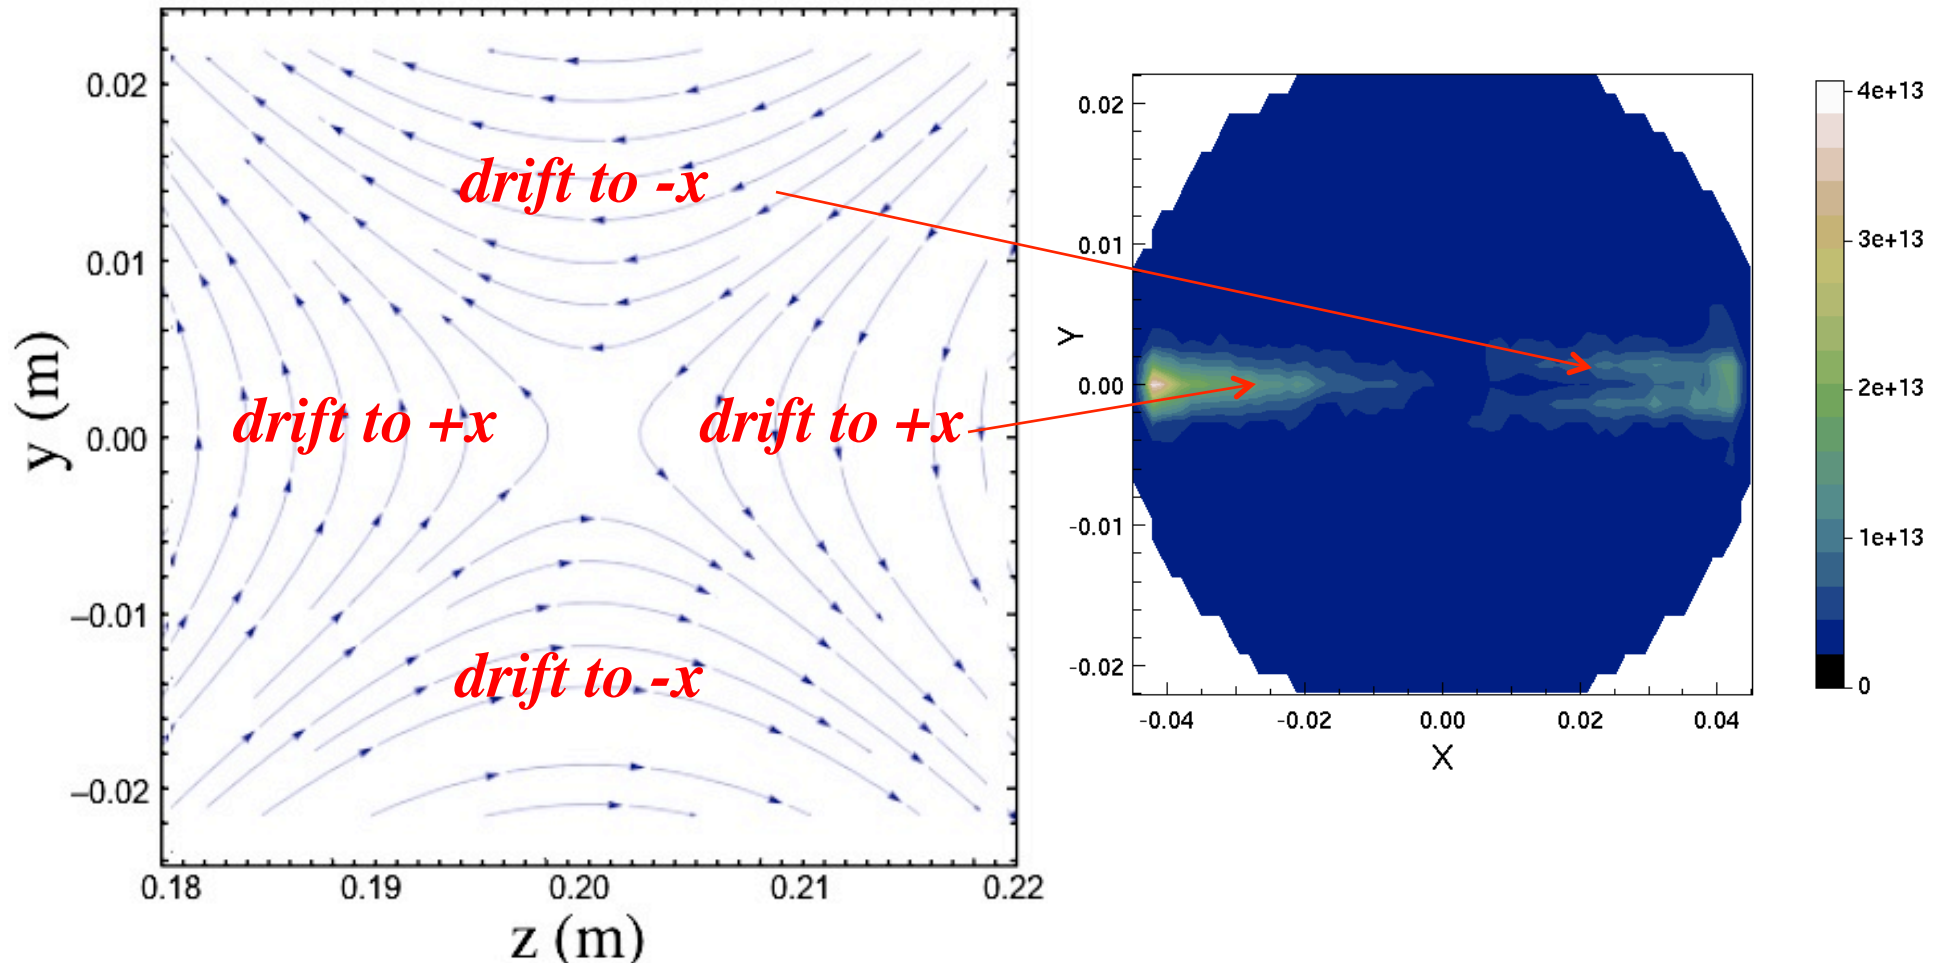 0.02
0.01
0.00
−0.01
−0.02
y (m)
drift to -x
drift to +x
drift to +x
drift to -x
0.18
0.19
0.20
0.21
0.22
z (m)
0.02
0.01
0.00
-0.01
-0.02
Y
-0.04
-0.02
0.00
0.02
0.04
X
4e+13
3e+13
2e+13
1e+13
0